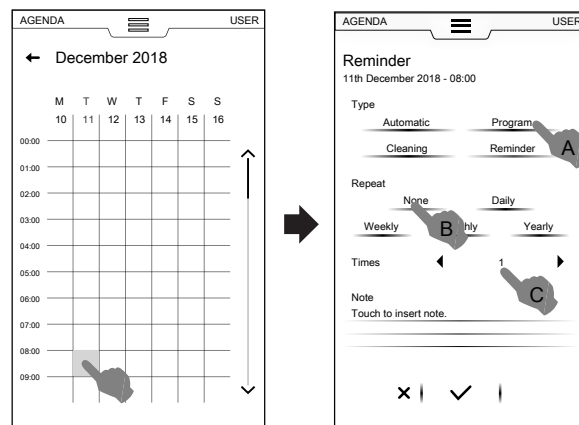 AGENDA USER
December 2018
M T W T F S S
10 11 12 13 14 15 16
00:00
01:00
02:00
03:00
04:00
05:00
06:00
07:00
08:00
09:00
AGENDA USER
Reminder
11th December 2018 - 08:00
Type
Automatic Program
Cleaning Reminder
A
Repeat
None Daily
Weekly hly Yearly
B
Times 1
C
Note
Touch to insert note.